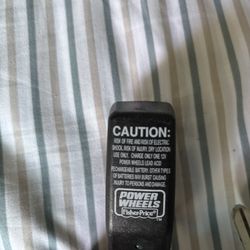 CAUTION:
RISK OF FIRE AND RISK OF ELECTRIC
SHOCK. RISK OF INJURY. DRY LOCATION
USE ONLY. CHARGE ONLY ONE 12V
POWER WHEELS LEAD ACID
RECHARGEABLE BATTERY. OTHER TYPES
OF BATTERIES MAY BURST CAUSING
INJURY TO PERSONS AND DAMAGE.
POWER
WHEELS
Fisher-Price®
TM